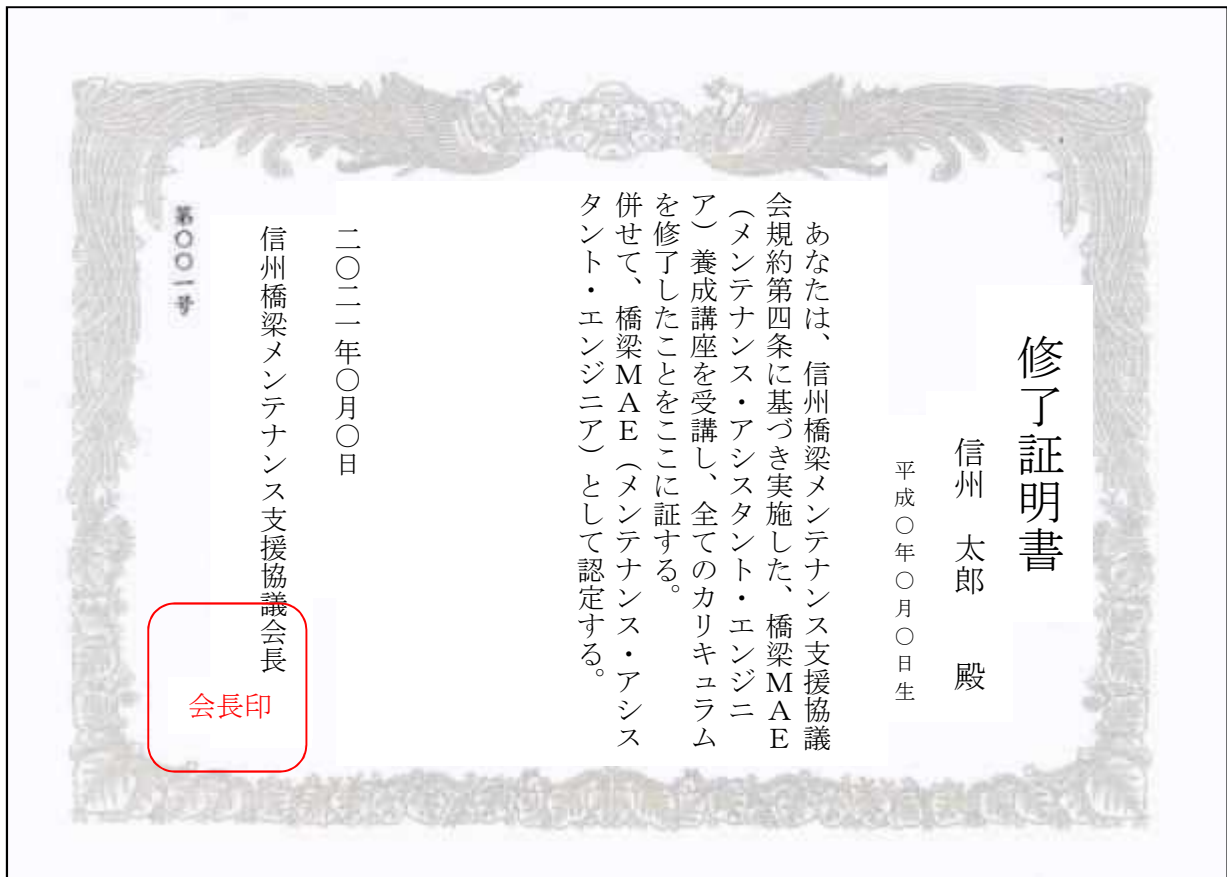 修了証明書
信州 太郎 殿
平成○年○月○日生
あなたは、信州橋梁メンテナンス支援協議
会規約第四条に基づき実施した、橋梁ＭＡＥ
（メンテナンス・アシスタント・エンジニ
ア）養成講座を受講し、全てのカリキュラム
を修了したことをここに証する。
併せて、橋梁ＭＡＥ（メンテナンス・アシス
タント・エンジニア）として認定する。
二〇二一年○月○日
信州橋梁メンテナンス支援協議会長
会長印
第〇〇一号